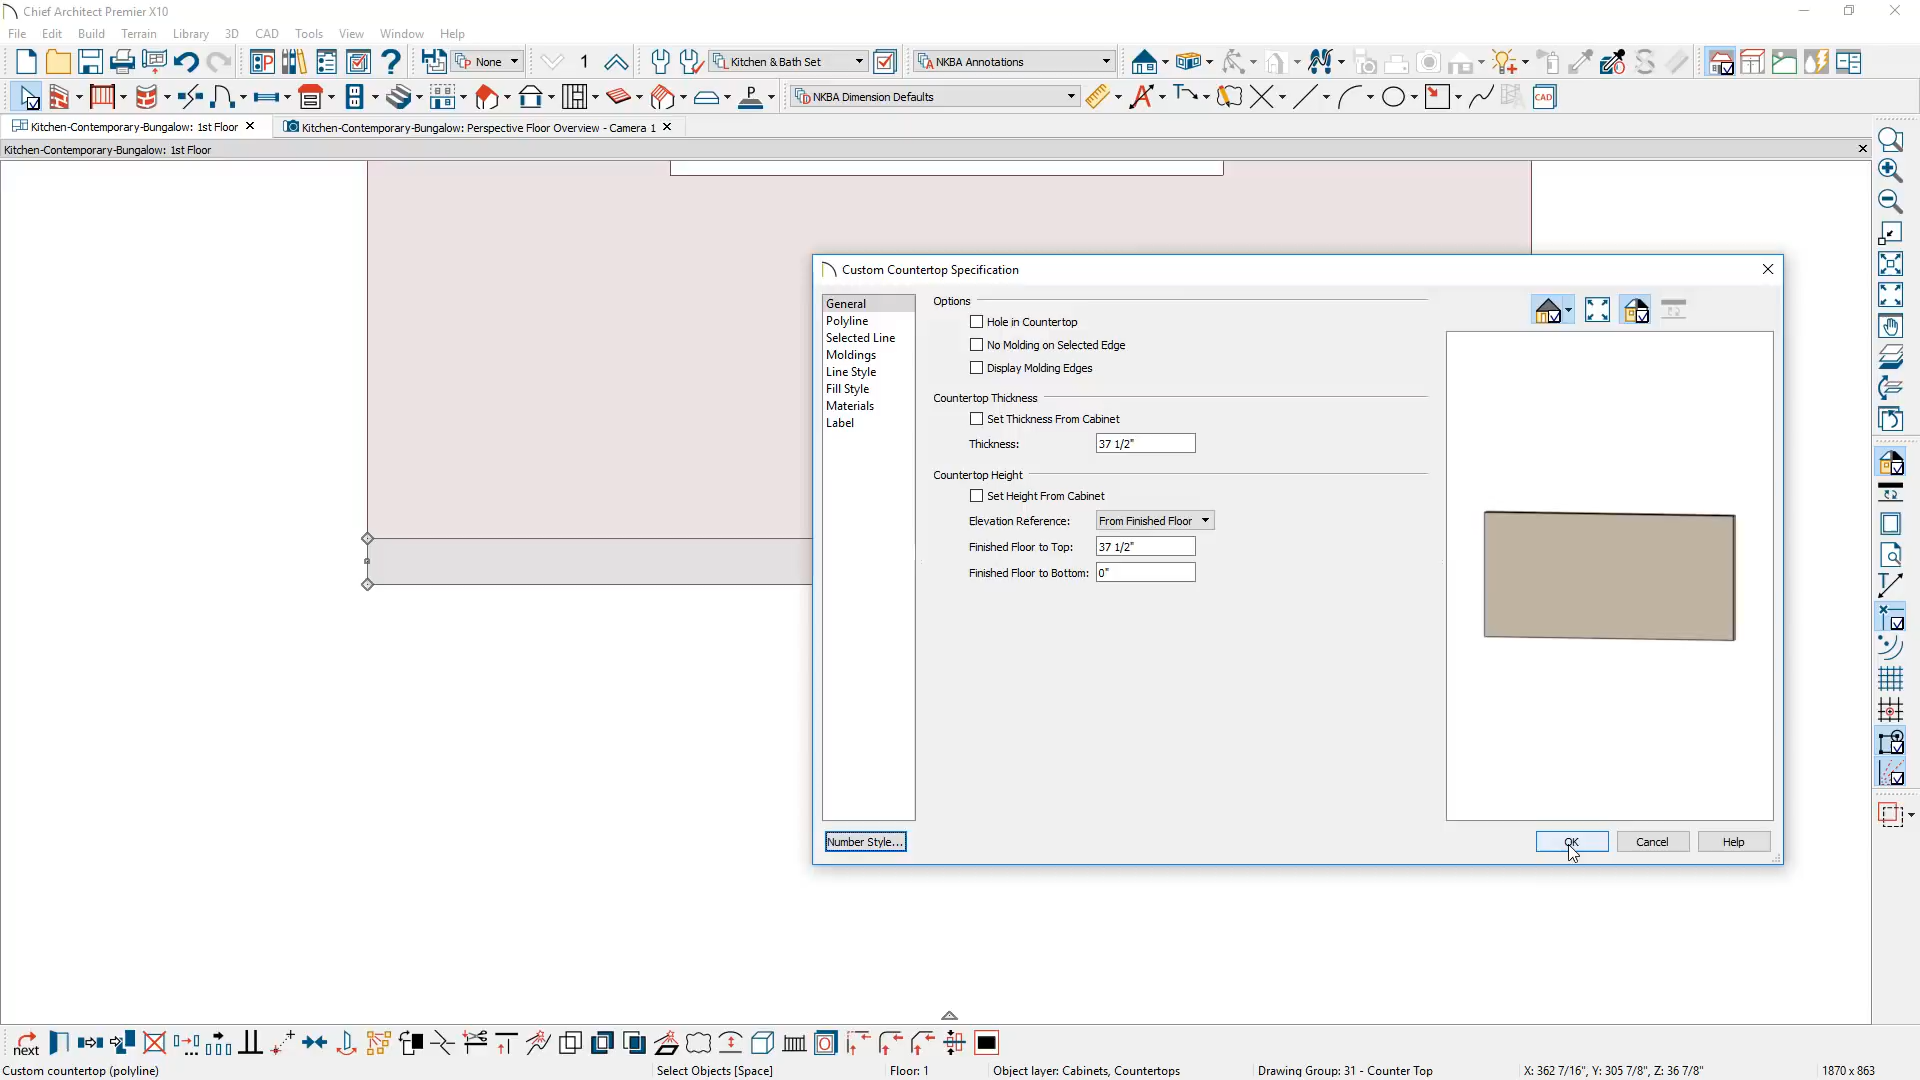 Chief Architect Premier X10
File Edit Build Terrain Library CAD 3D Tools View Window Help
None 1 Kitchen & Bath Set NKBA Annotations
NKBA Dimension Defaults CAD
Kitchen-Contemporary-Bungalow: 1st Floor Kitchen-Contemporary-Bungalow: Perspective Floor Overview - Camera 1
Kitchen-Contemporary-Bungalow: 1st Floor
Custom Countertop Specification
General
Polyline
Selected Line
Moldings
Line Style
Fill Style
Materials
Label
Options
Hole in Countertop
No Molding on Selected Edge
Display Molding Edges
Countertop Thickness
Set Thickness From Cabinet
Thickness: 37 1/2"
Countertop Height
Set Height From Cabinet
Elevation Reference: From Finished Floor
Finished Floor to Top: 37 1/2"
Finished Floor to Bottom: 0"
Number Style... OK Cancel Help
next
Custom countertop (polyline) Select Objects [Space] Floor: 1 Object layer: Cabinets, Countertops Drawing Group: 31 - Counter Top X: 362 7/16", Y: 305 7/8", Z: 36 7/8" 1870 x 863